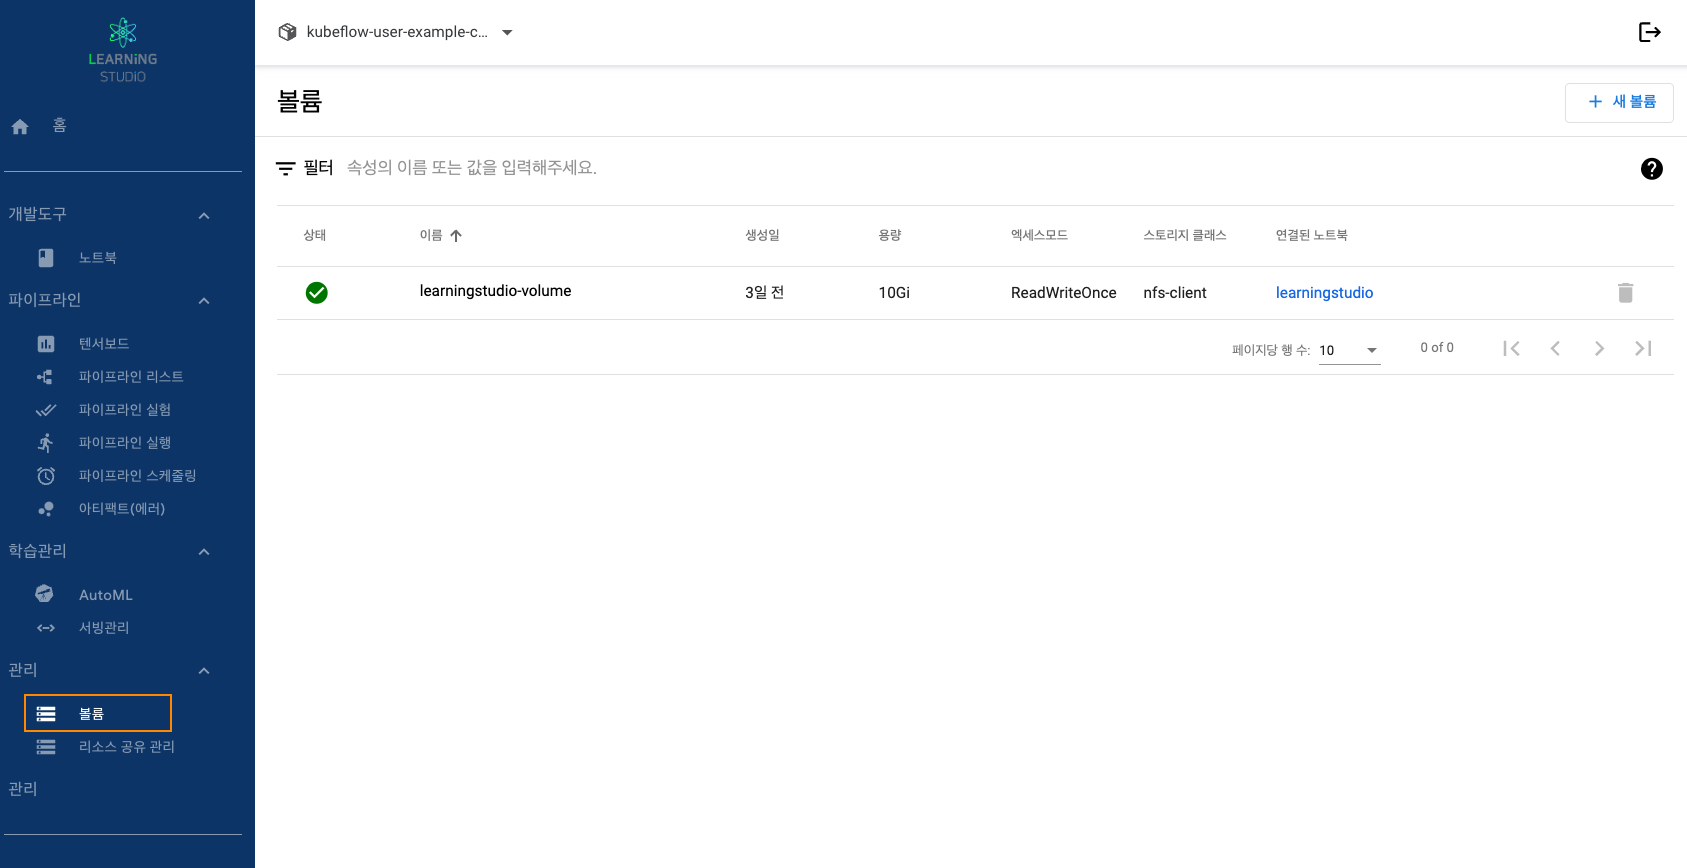 LEARNiNG
STUDiO
홈
개발도구
노트북
파이프라인
텐서보드
파이프라인 리스트
파이프라인 실험
파이프라인 실행
파이프라인 스케줄링
아티팩트(에러)
학습관리
AutoML
서빙관리
관리
볼륨
리소스 공유 관리
관리
kubeflow-user-example-c...
볼륨
새 볼륨
필터 속성의 이름 또는 값을 입력해주세요.
상태 이름 생성일 용량 엑세스모드 스토리지 클래스 연결된 노트북
learningstudio-volume 3일 전 10Gi ReadWriteOnce nfs-client learningstudio
페이지당 행 수: 10 0 of 0